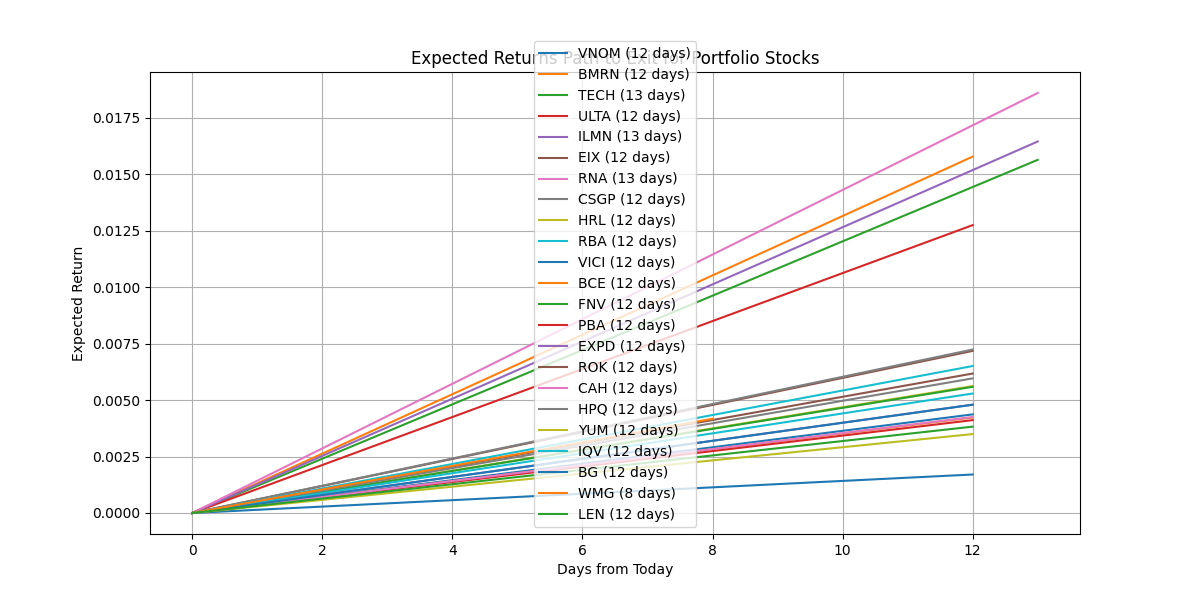 Expected Returns Path to Exit for Portfolio Stocks
VNOM (12 days)
BMRN (12 days)
TECH (13 days)
ULTA (12 days)
ILMN (13 days)
EIX (12 days)
RNA (13 days)
CSGP (12 days)
HRL (12 days)
RBA (12 days)
VICI (12 days)
BCE (12 days)
FNV (12 days)
PBA (12 days)
EXPD (12 days)
ROK (12 days)
CAH (12 days)
HPQ (12 days)
YUM (12 days)
IQV (12 days)
BG (12 days)
WMG (8 days)
LEN (12 days)
Expected Return
0.0175
0.0150
0.0125
0.0100
0.0075
0.0050
0.0025
0.0000
0 2 4 6 8 10 12
Days from Today